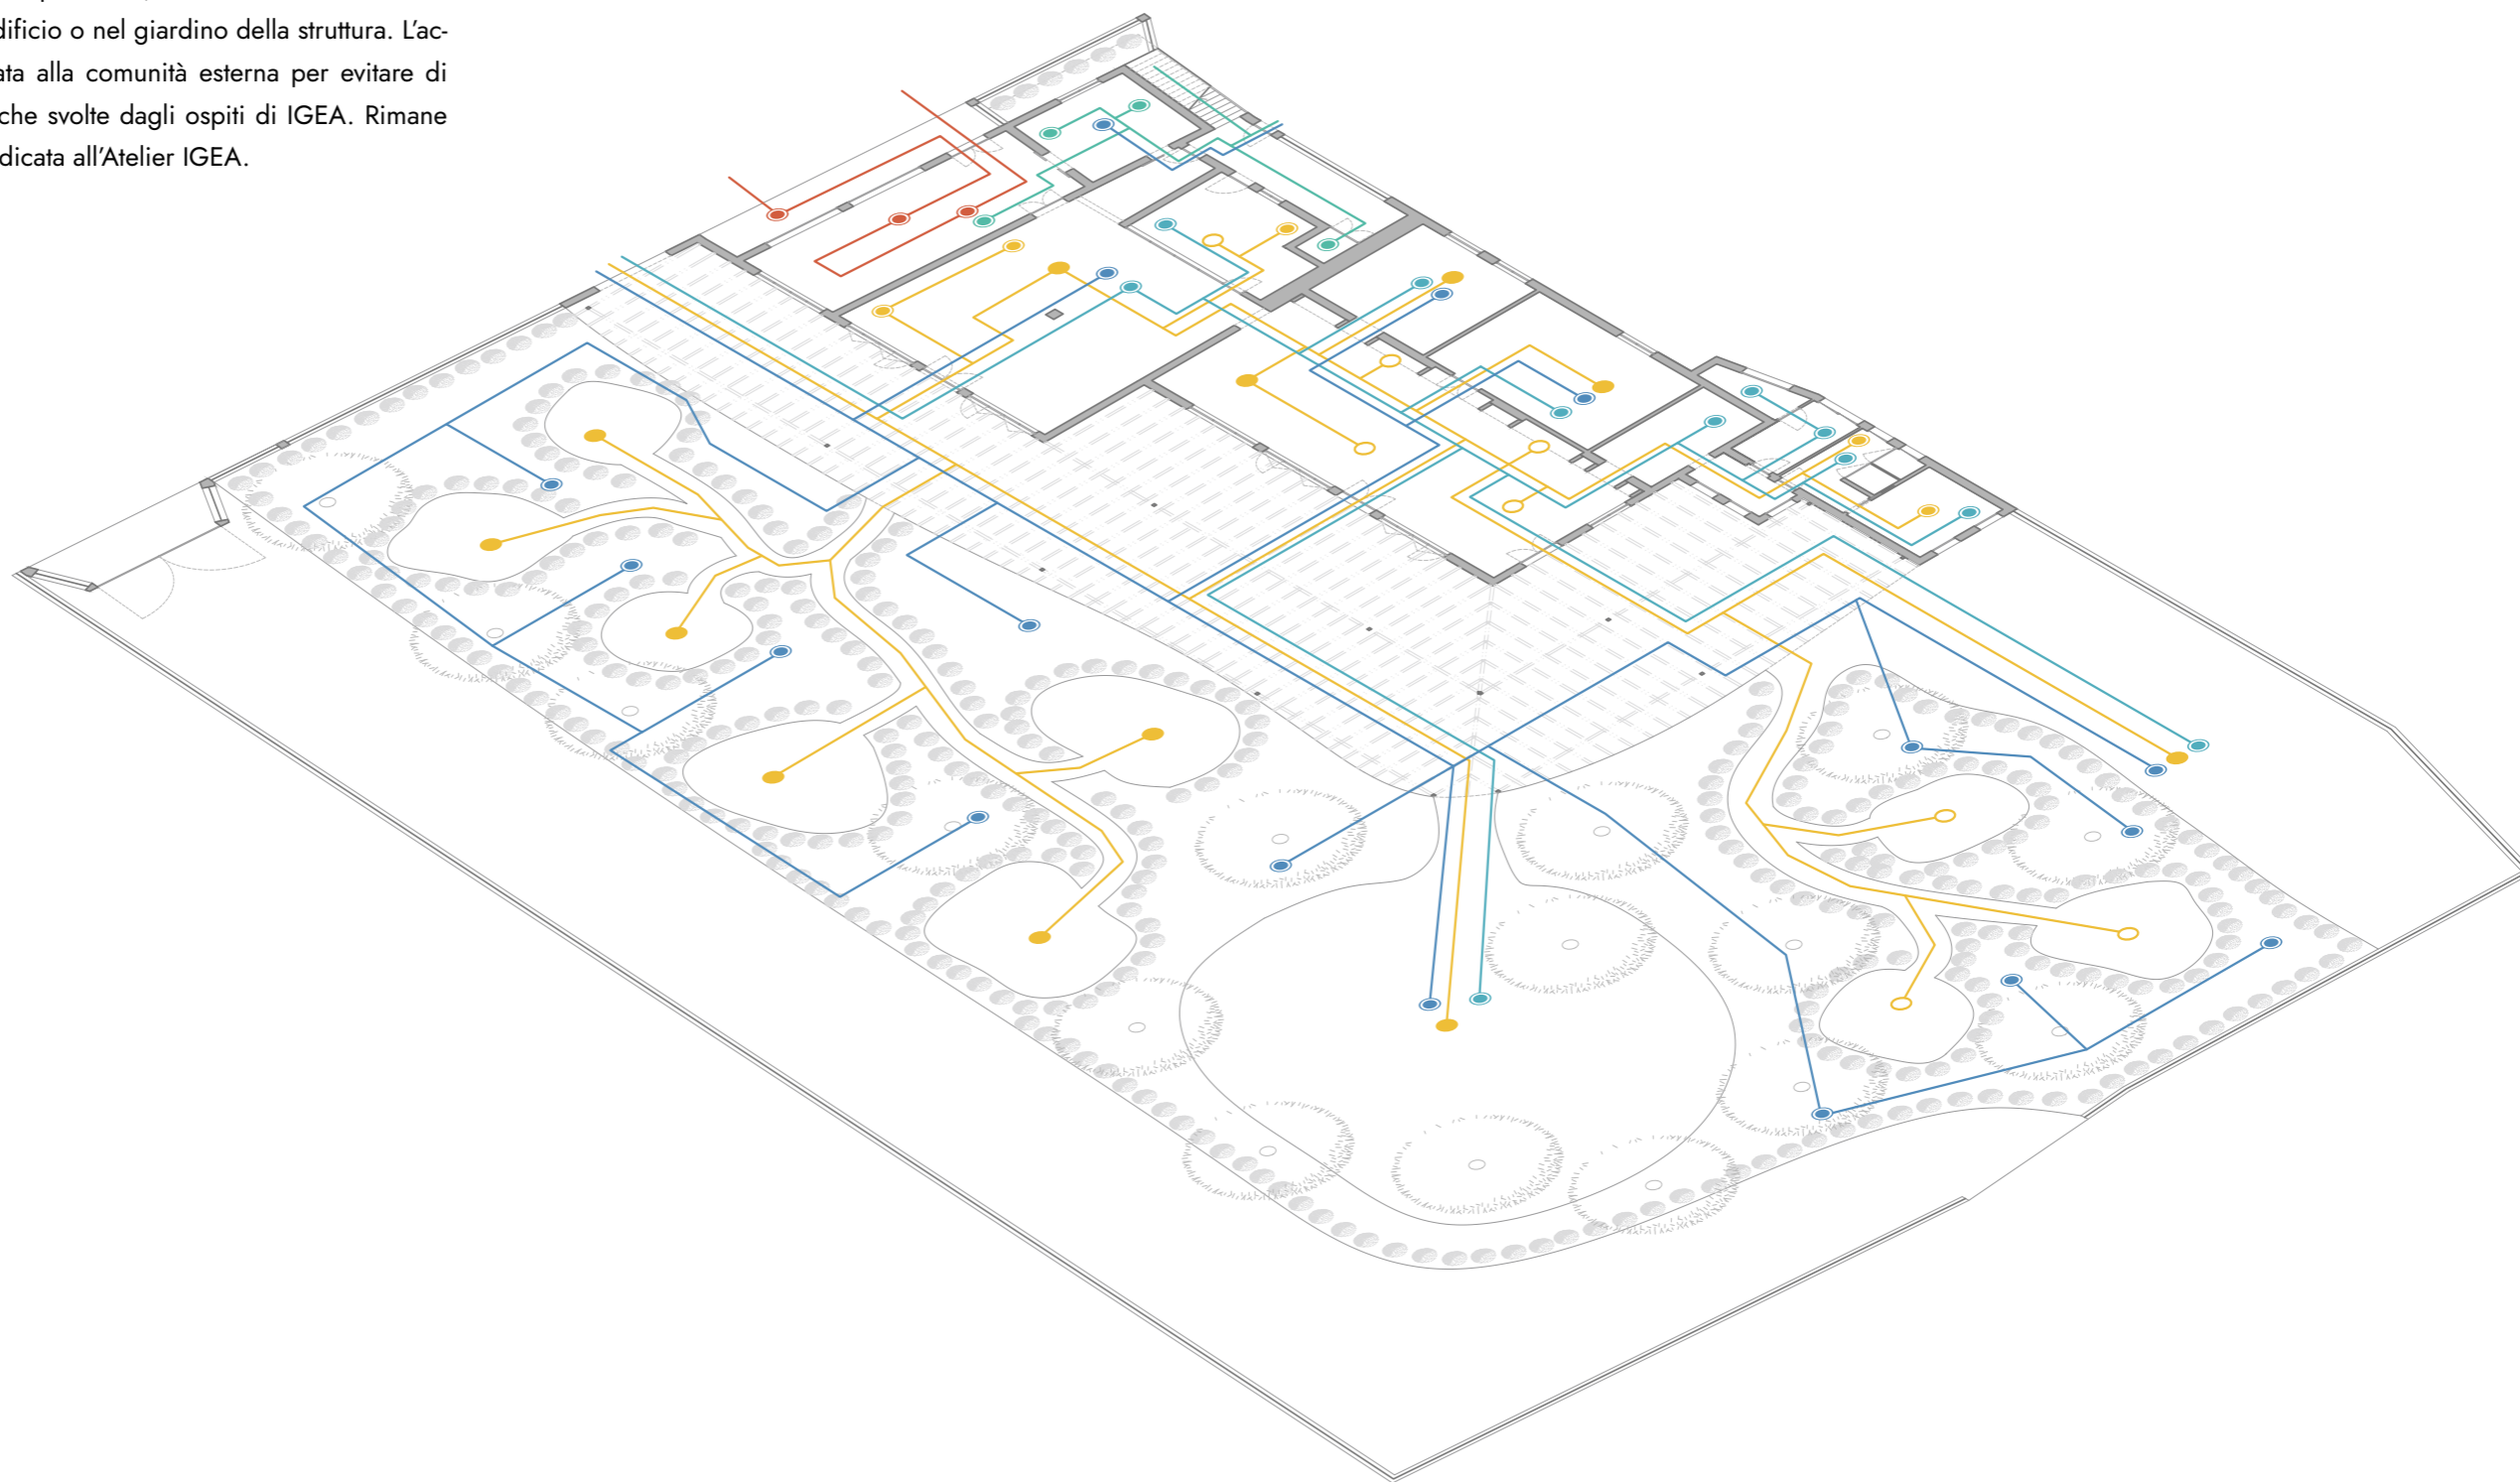 dificio o nel giardino della struttura. L'ac-
ata alla comunità esterna per evitare di
che svolte dagli ospiti di IGEA. Rimane
dicata all'Atelier IGEA.